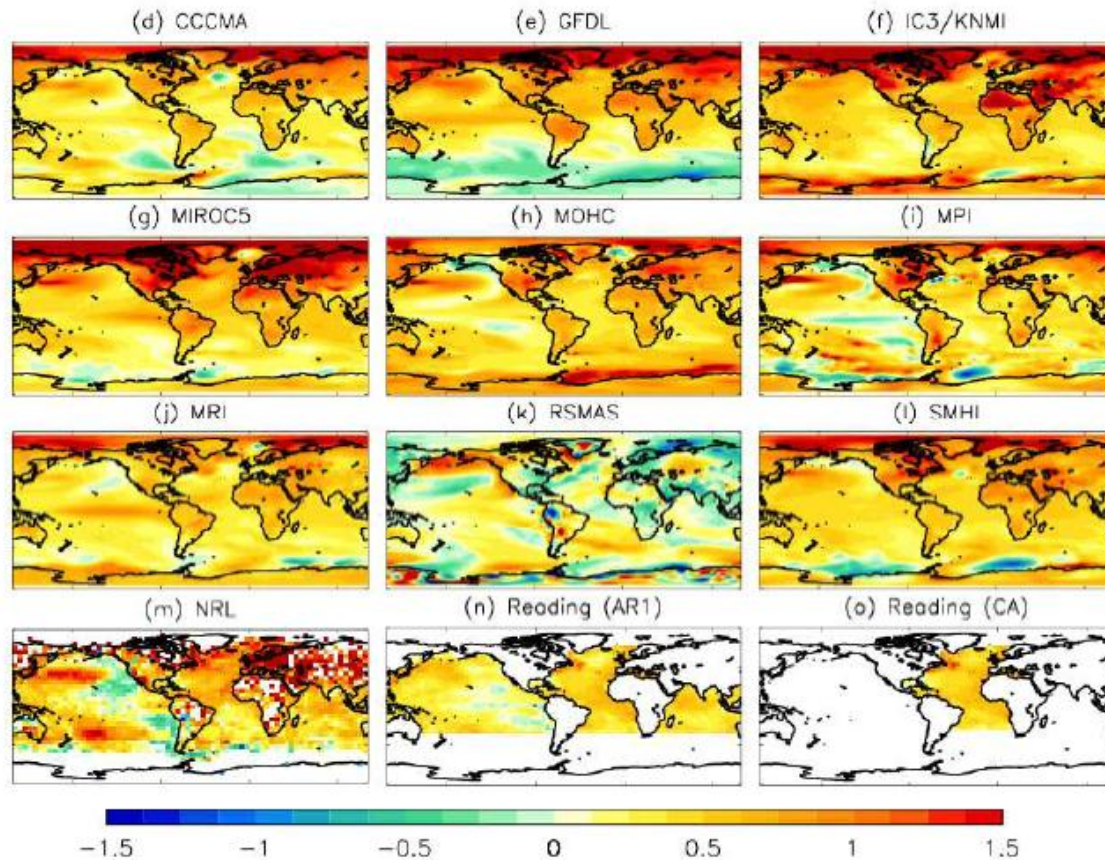 (d) CCCMA (e) GFDL (f) IC3/KNMI
(g) MIROC5 (h) MOHC (i) MPI
(j) MRI (k) RSMAS (l) SMHI
(m) NRL (n) Reading (AR1) (o) Reading (CA)
-1.5 -1 -0.5 0 0.5 1 1.5